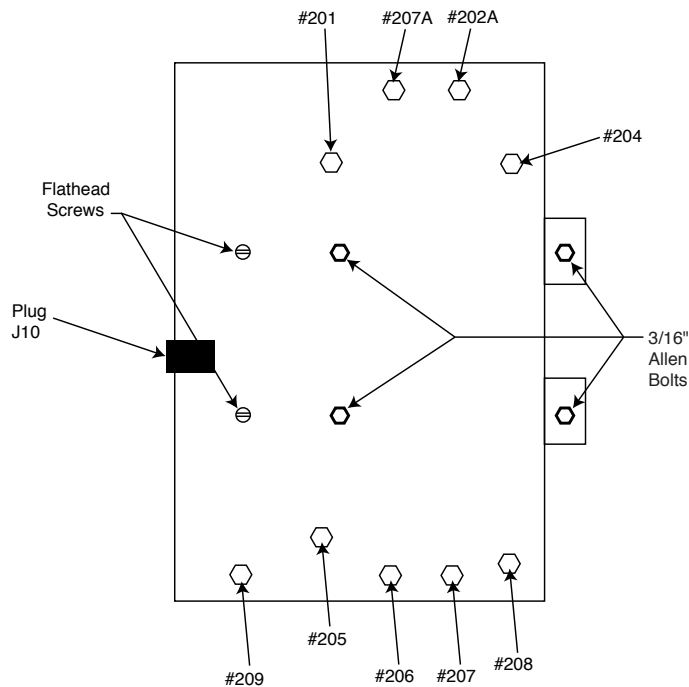 #201
#207A
#202A
#204
Flathead
Screws
Plug
J10
3/16"
Allen
Bolts
#205
#209
#206
#207
#208